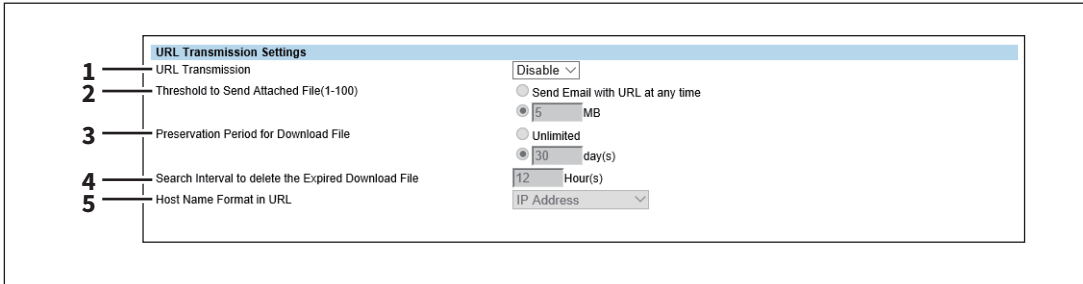 URL Transmission Settings
1 URL Transmission Disable
2 Threshold to Send Attached File(1-100) Send Email with URL at any time
5 MB
3 Preservation Period for Download File Unlimited
30 day(s)
4 Search Interval to delete the Expired Download File 12 Hour(s)
5 Host Name Format in URL IP Address